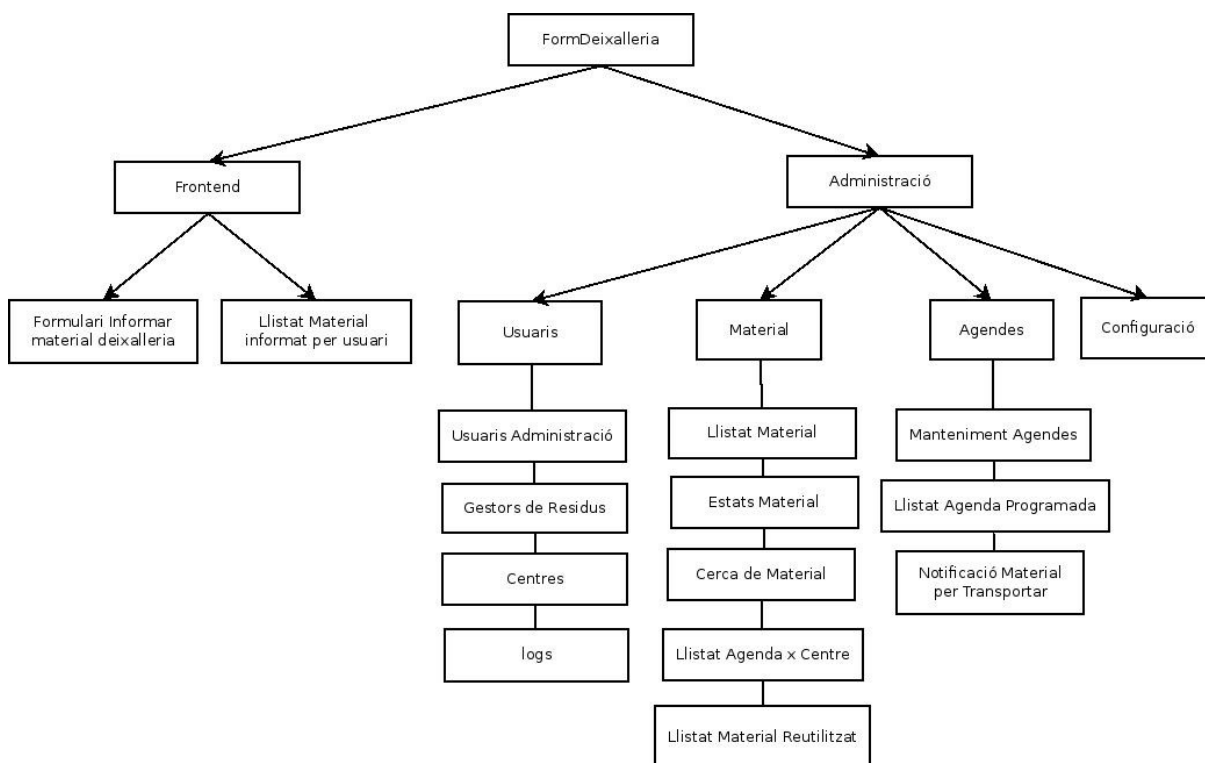 FormDeixalleria
Frontend
Administració
Formulari Informar
material deixalleria
Llistat Material
informat per usuari
Usuaris
Material
Agendes
Configuració
Usuaris Administració
Gestors de Residus
Centres
logs
Llistat Material
Estats Material
Cerca de Material
Llistat Agenda x Centre
Llistat Material Reutilitzat
Manteniment Agendes
Llistat Agenda Programada
Notificació Material
per Transportar